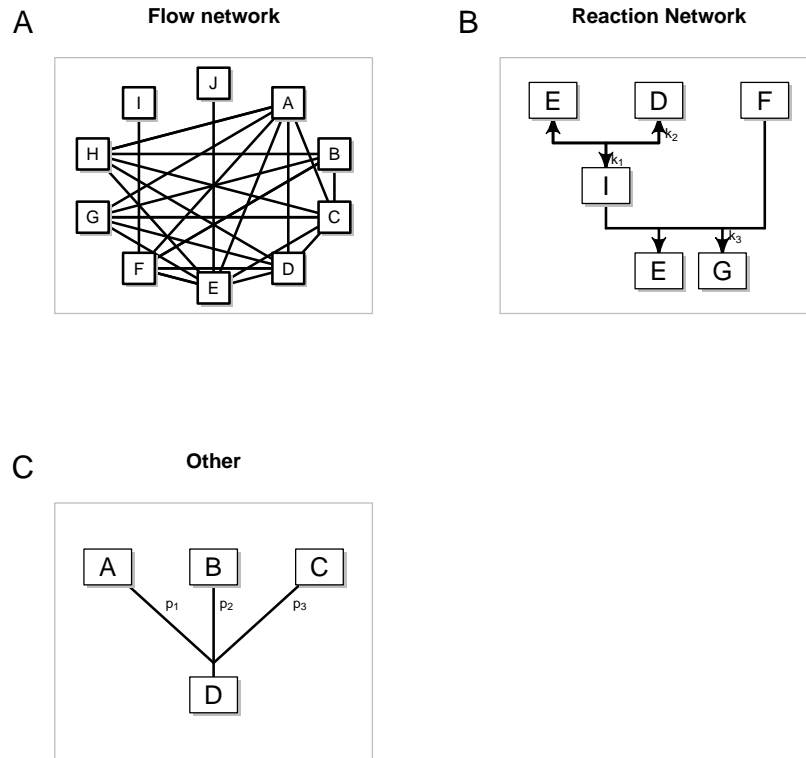 A
Flow network
J
I
A
H
B
G
C
F
D
E
B
Reaction Network
E
D
F
k2
k1
I
k3
E
G
C
Other
A
B
C
p1
p2
p3
D